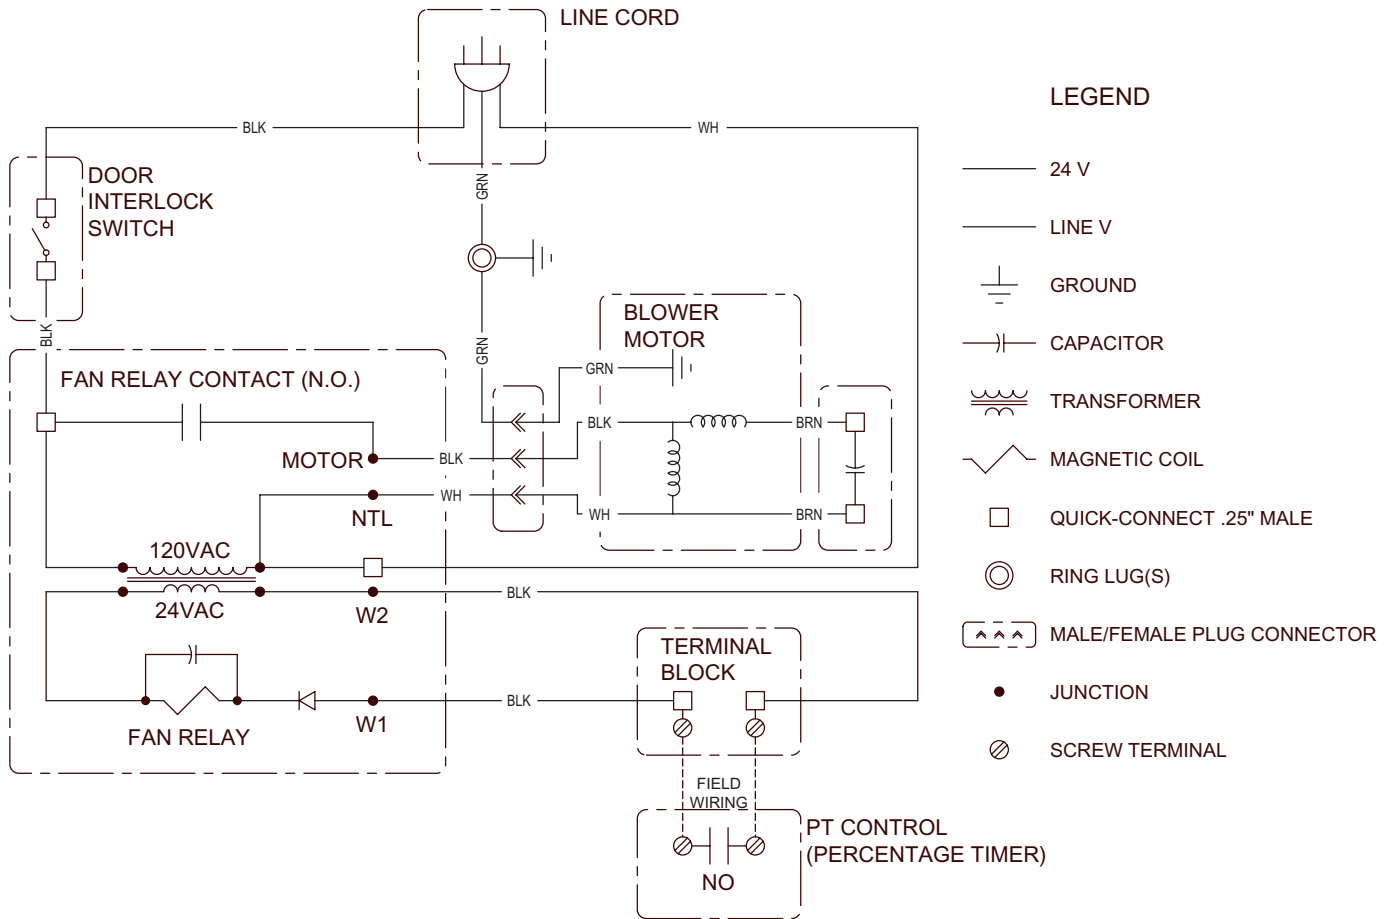 LINE CORD
LEGEND
BLK
WH
DOOR
INTERLOCK
SWITCH
GRN
24 V
LINE V
GROUND
BLK
BLOWER
MOTOR
CAPACITOR
GRN
GRN
FAN RELAY CONTACT (N.O.)
TRANSFORMER
BLK
BRN
MOTOR
BLK
MAGNETIC COIL
WH
NTL
WH
BRN
QUICK-CONNECT .25" MALE
120VAC
RING LUG(S)
24VAC
W2
BLK
TERMINAL
BLOCK
MALE/FEMALE PLUG CONNECTOR
BLK
JUNCTION
W1
FAN RELAY
SCREW TERMINAL
FIELD
WIRING
PT CONTROL
(PERCENTAGE TIMER)
NO